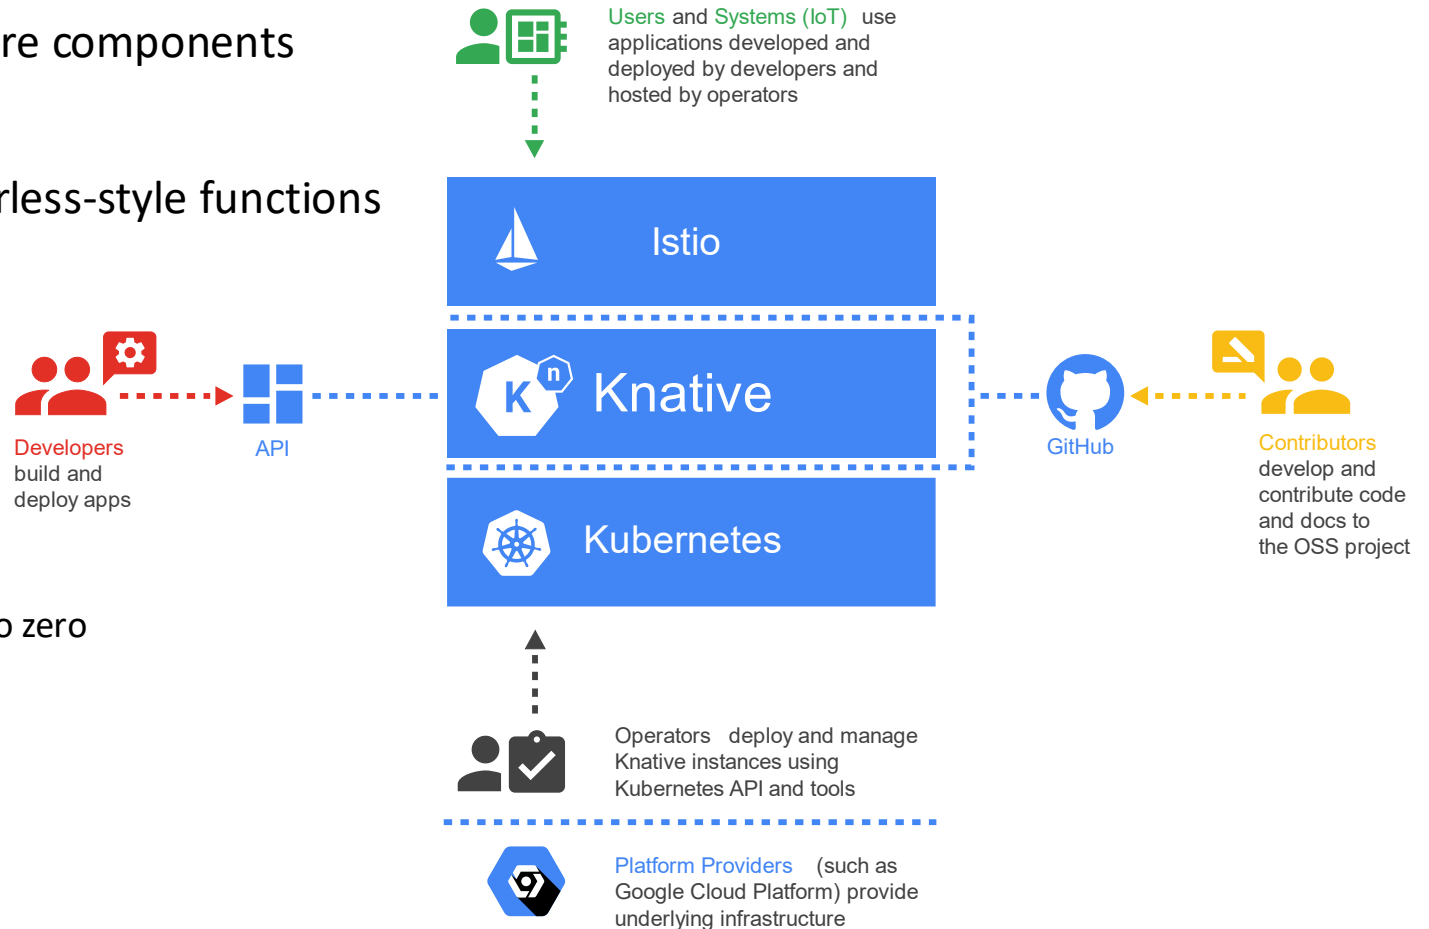 re components
Users and Systems (IoT) use
applications developed and
deployed by developers and
hosted by operators
rless-style functions
Istio
K n Knative
Developers
build and
deploy apps
API
GitHub
Contributors
develop and
contribute code
and docs to
the OSS project
Kubernetes
o zero
Operators deploy and manage
Knative instances using
Kubernetes API and tools
Platform Providers (such as
Google Cloud Platform) provide
underlying infrastructure